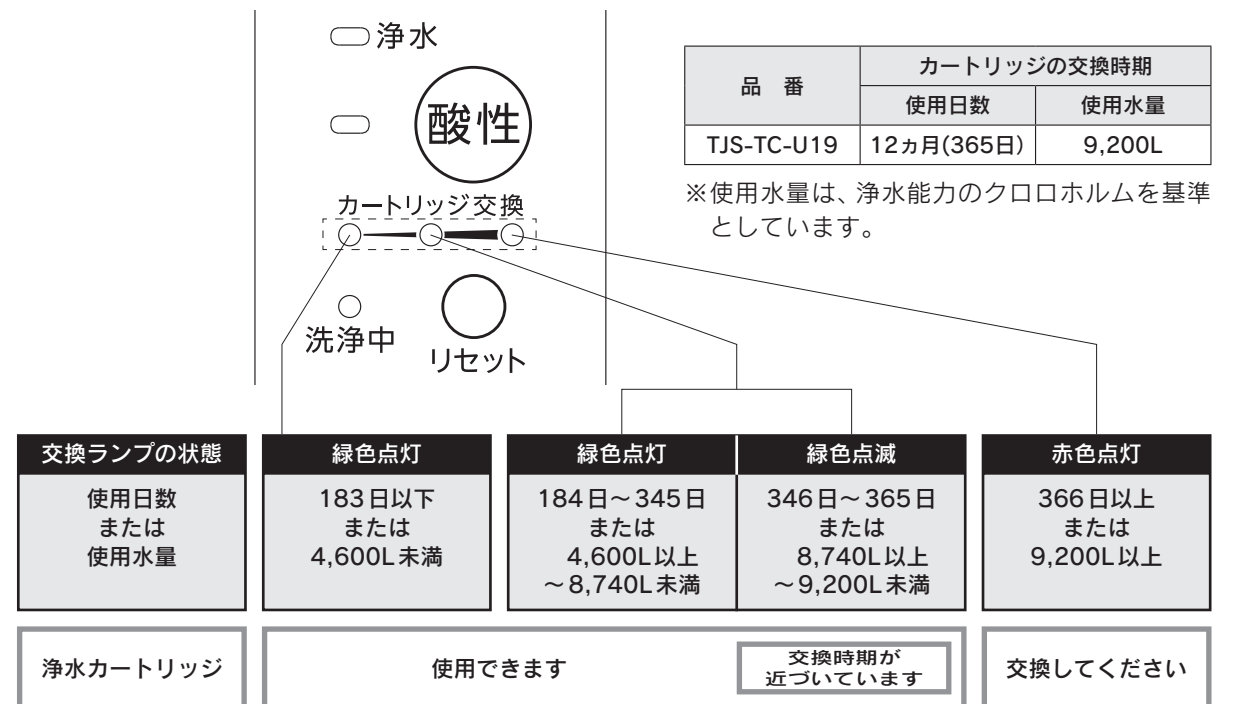 浄水
酸性
カートリッジ交換
洗浄中
リセット
品 番
カートリッジの交換時期
使用日数
使用水量
TJS-TC-U19
12ヵ月(365日)
9,200L
※使用水量は、浄水能力のクロロホルムを基準
としています。
交換ランプの状態
緑色点灯
緑色点灯
緑色点滅
赤色点灯
使用日数
または
使用水量
183日以下
または
4,600L未満
184日～345日
または
4,600L以上
～8,740L未満
346日～365日
または
8,740L以上
～9,200L未満
366日以上
または
9,200L以上
浄水カートリッジ
使用できます
交換時期が
近づいています
交換してください